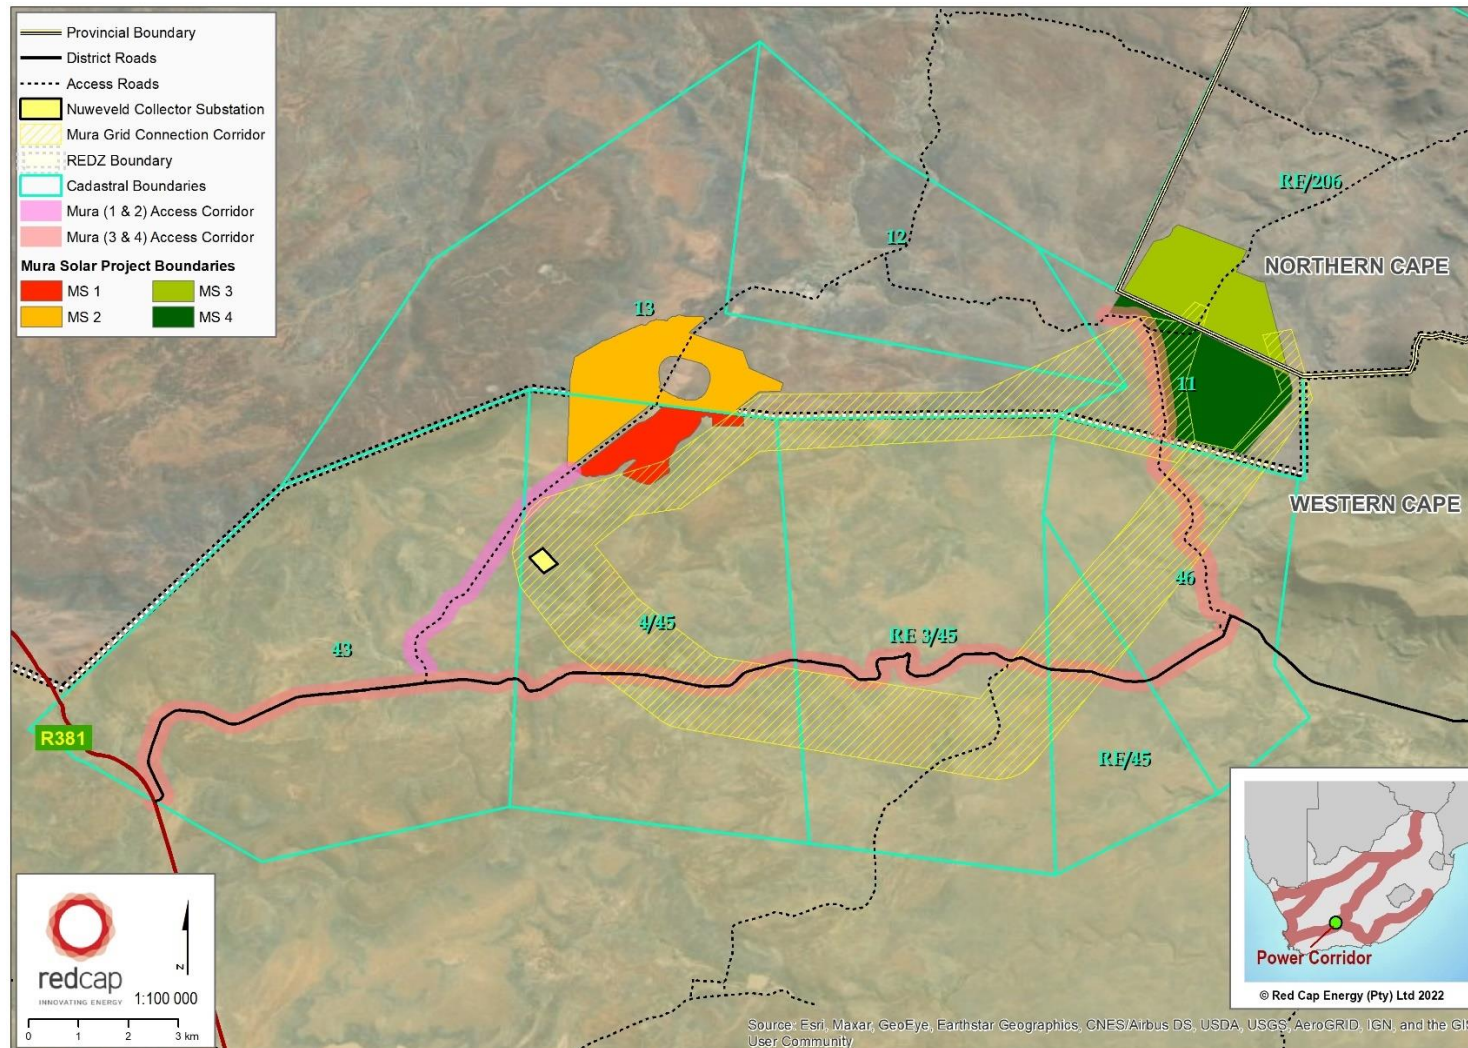 Provincial Boundary
District Roads
Access Roads
Nuweveld Collector Substation
Mura Grid Connection Corridor
REDZ Boundary
Cadastral Boundaries
Mura (1 & 2) Access Corridor
Mura (3 & 4) Access Corridor
Mura Solar Project Boundaries
MS 1
MS 3
MS 2
MS 4
RE/206
12
NORTHERN CAPE
13
11
WESTERN CAPE
46
4/45
RE 3/45
43
R381
RE/45
redcap
INNOVATING ENERGY
N
1:100 000
0 1 2 3 km
Power Corridor
© Red Cap Energy (Pty) Ltd 2022
Source: Esri, Maxar, GeoEye, Earthstar Geographics, CNES/Airbus DS, USDA, USGS, AeroGRID, IGN, and the GIS
User Community